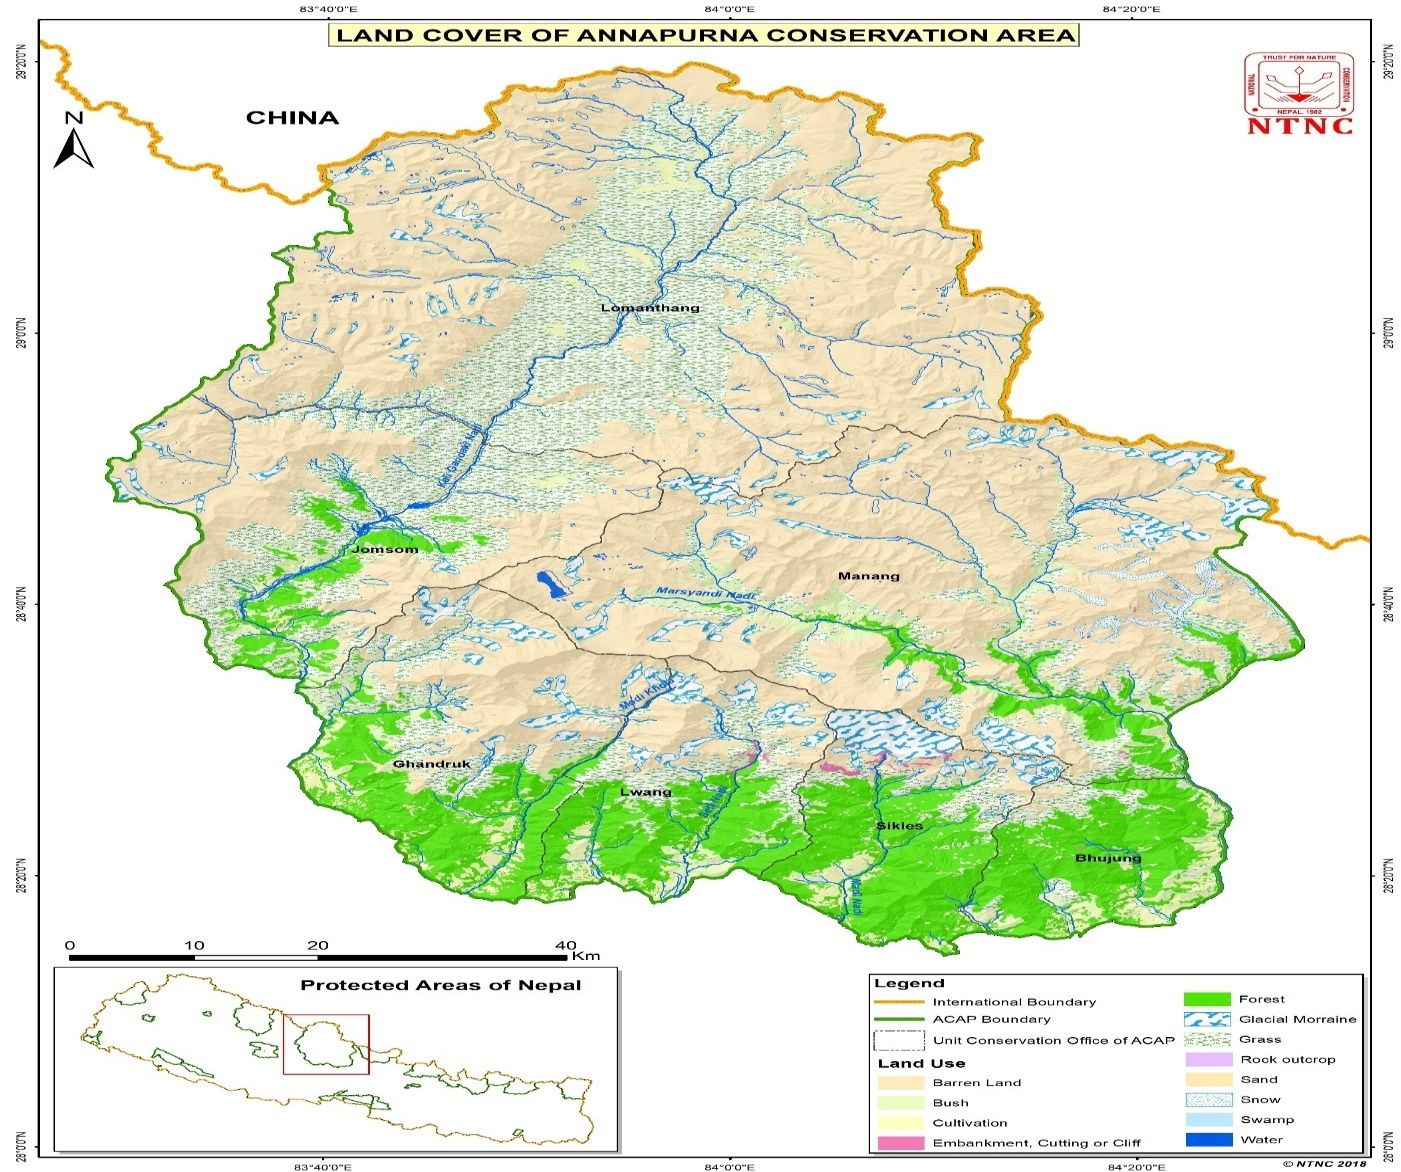 83°40'0"E 84°0'0"E 84°20'0"E
LAND COVER OF ANNAPURNA CONSERVATION AREA
29°20'0"N 29°20'0"N
TRUST FOR NATURE
CONSERVATION
NEPAL. 1982
NTNC
CHINA
N
Lomanthang
29°0'0"N 29°0'0"N
Kali Gandaki Nadi
Jomsom
Manang
Marsyandi Nadi
28°40'0"N 28°40'0"N
Modi Khola
Ghandruk
Lwang
Seti Nadi
Sikles
Bhujung
Madi Nadi
28°20'0"N 28°20'0"N
0 10 20 40
Km
Protected Areas of Nepal
Legend
International Boundary
ACAP Boundary
Unit Conservation Office of ACAP
Land Use
Barren Land
Bush
Cultivation
Embankment, Cutting or Cliff
Forest
Glacial Morraine
Grass
Rock outcrop
Sand
Snow
Swamp
Water
28°0'0"N 28°0'0"N
© NTNC 2018
83°40'0"E 84°0'0"E 84°20'0"E